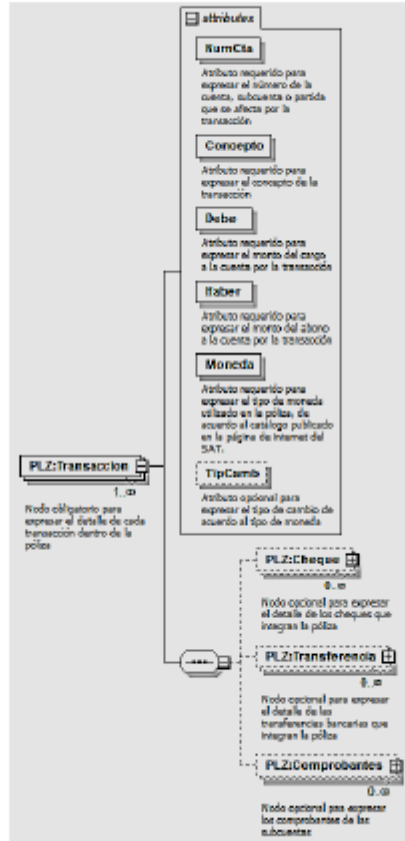 attributes
NumCta
Atributo requerido para
expresar el número de la
cuenta, subcuenta o partida
que se afecta por la
transacción
Concepto
Atributo requerido para
expresar el concepto de la
transacción
Debe
Atributo requerido para
expresar el monto del cargo
a la cuenta por la transacción
Haber
Atributo requerido para
expresar el monto del abono
a la cuenta por la transacción
Moneda
Atributo requerido para
expresar el tipo de moneda
utilizado en la póliza, de
acuerdo al catálogo publicado
en la página de internet del
SAT.
TipCamb
Atributo opcional para
expresar el tipo de cambio de
acuerdo al tipo de moneda
PLZ:Transaccion
1..∞
Nodo obligatorio para
expresar el detalle de cada
transacción dentro de la
póliza
PLZ:Cheque
0..∞
Nodo opcional para expresar
el detalle de los cheques que
integran la póliza
PLZ:Transferencia
0..∞
Nodo opcional para expresar
el detalle de las
transferencias bancarias que
integran la póliza
PLZ:Comprobantes
0..∞
Nodo opcional para expresar
los comprobantes de las
subcuentas